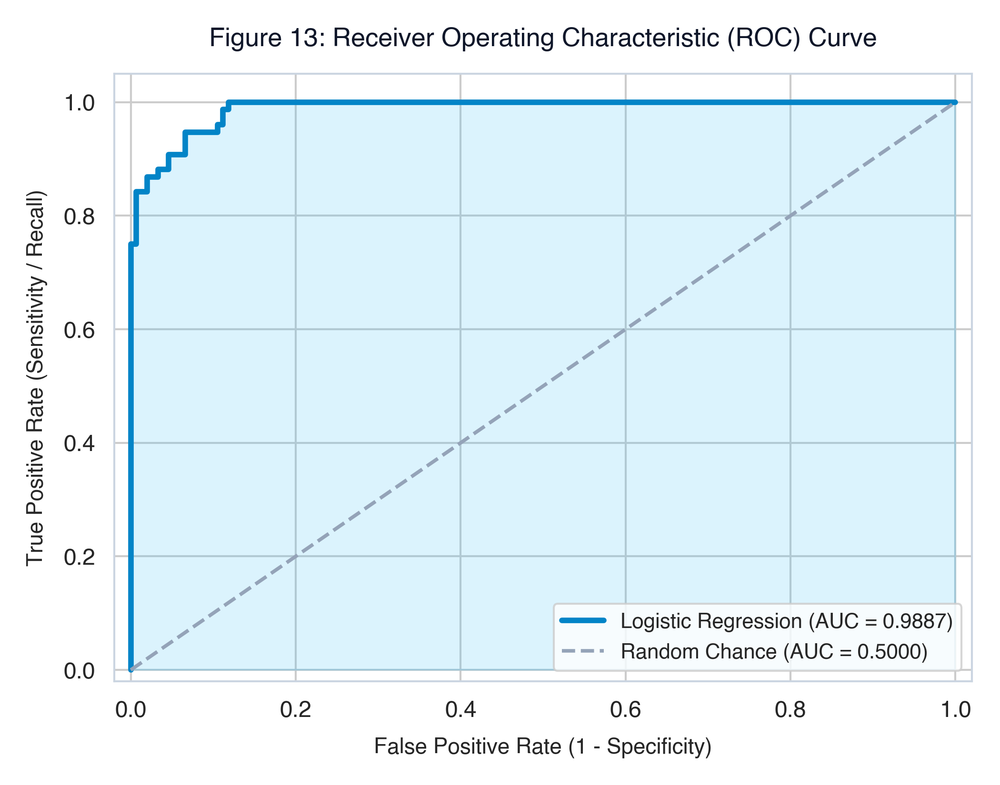 Figure 13: Receiver Operating Characteristic (ROC) Curve
True Positive Rate (Sensitivity / Recall)
1.0
0.8
0.6
0.4
0.2
0.0
Logistic Regression (AUC = 0.9887)
Random Chance (AUC = 0.5000)
0.0 0.2 0.4 0.6 0.8 1.0
False Positive Rate (1 - Specificity)